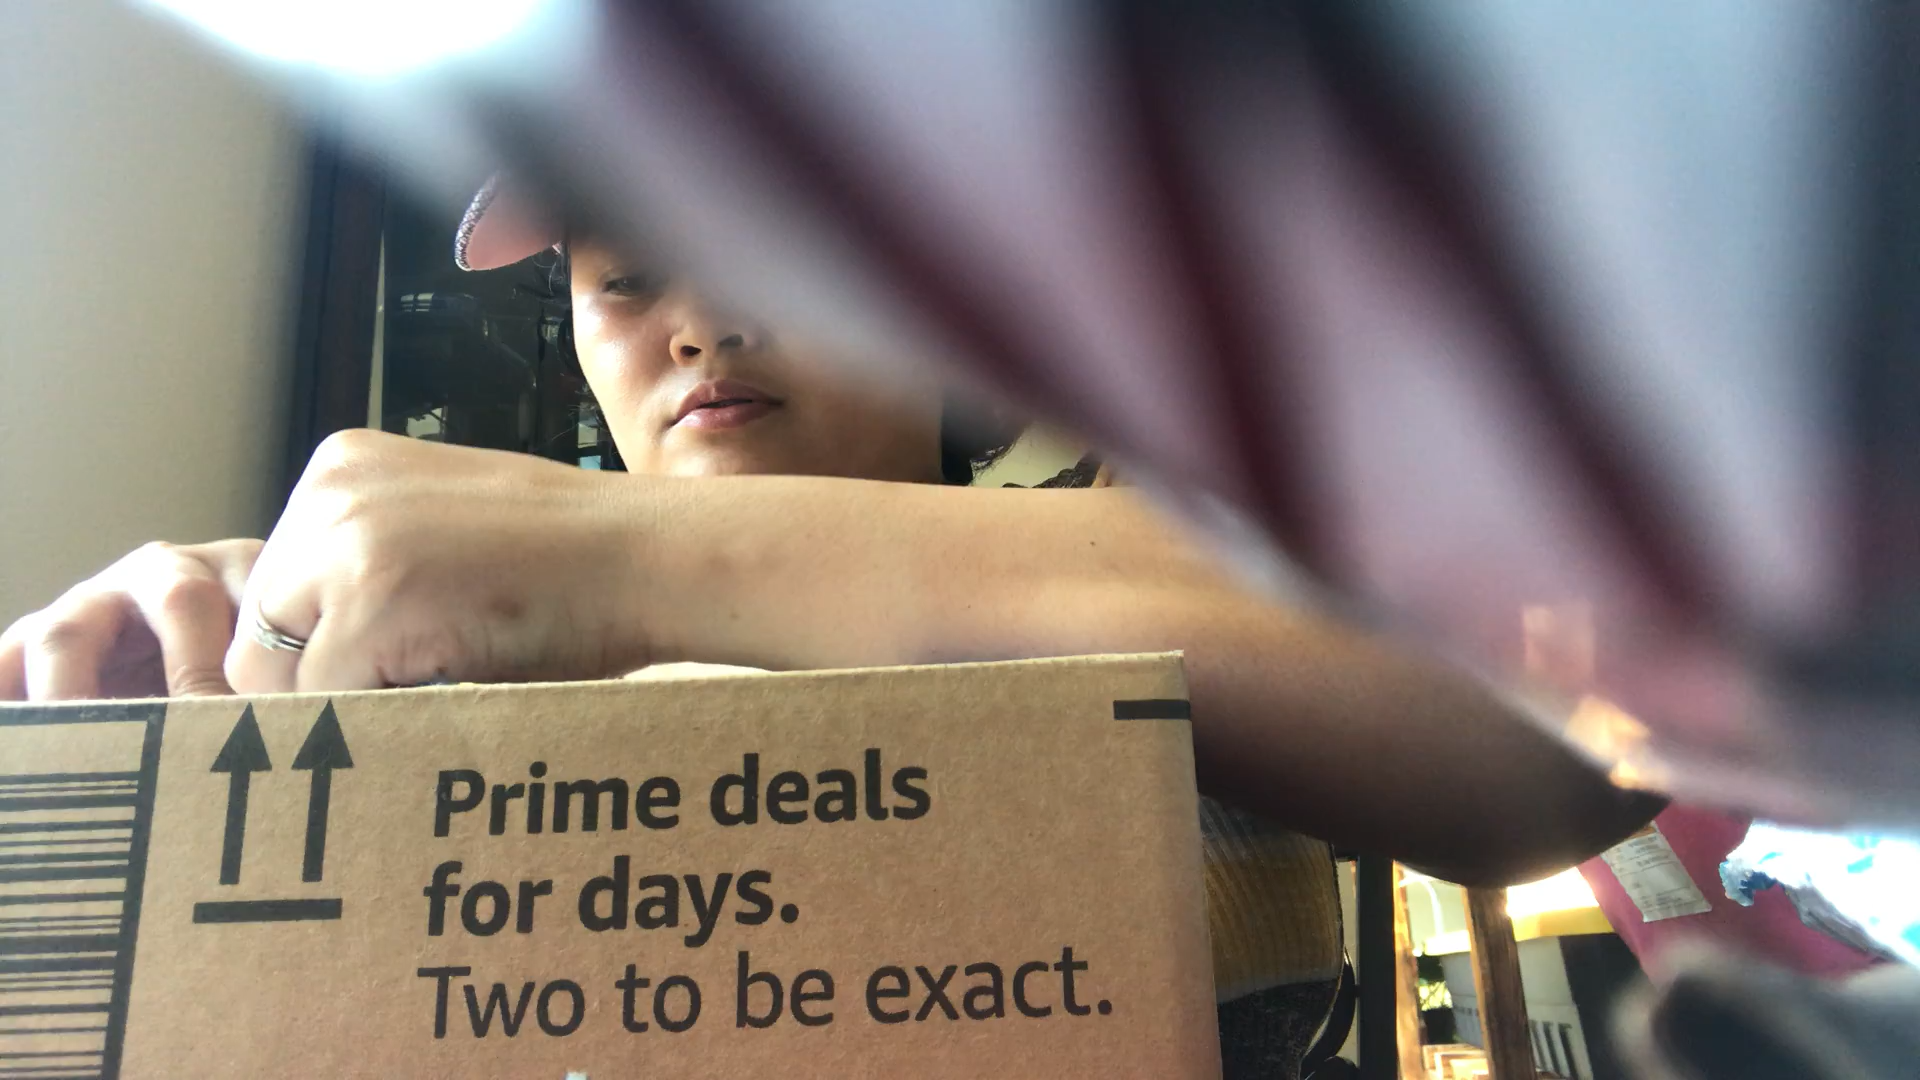 Prime deals
for days.
Two to be exact.